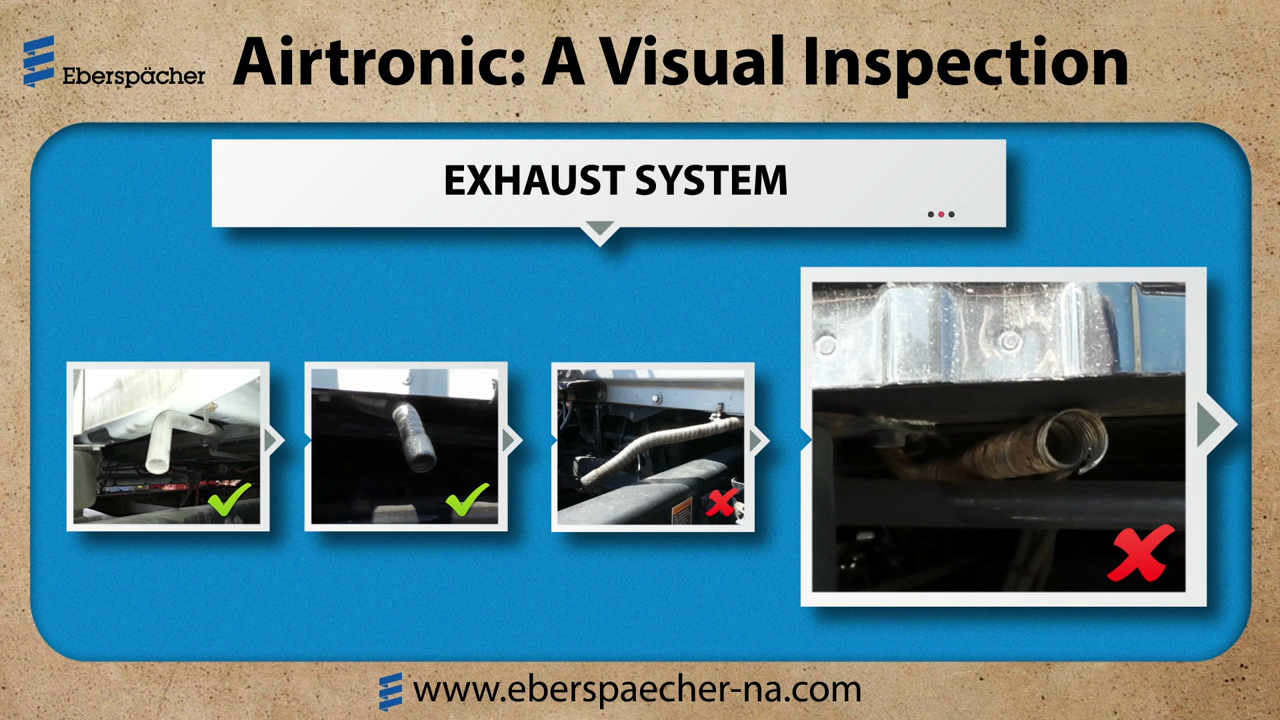 Eberspächer
Airtronic: A Visual Inspection
EXHAUST SYSTEM
www.eberspaecher-na.com